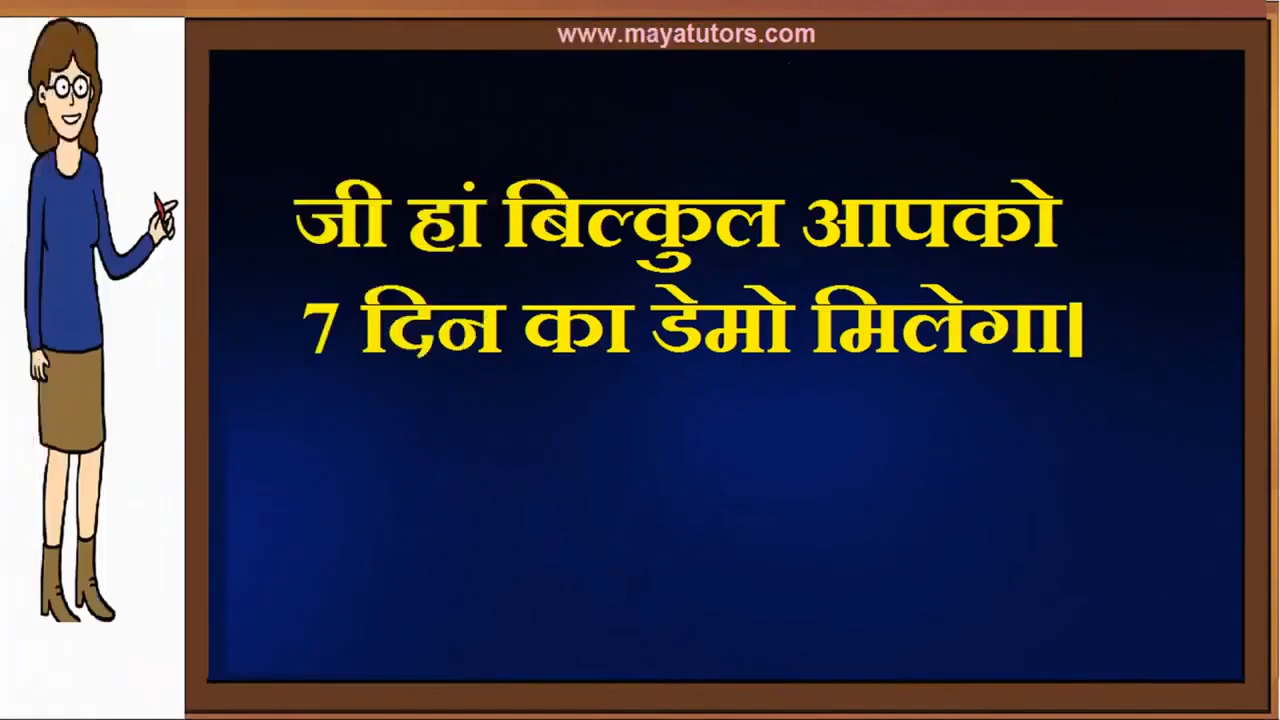 www.mayatutors.com
जी हां बिल्कुल आपको
7 दिन का डेमो मिलेगा।